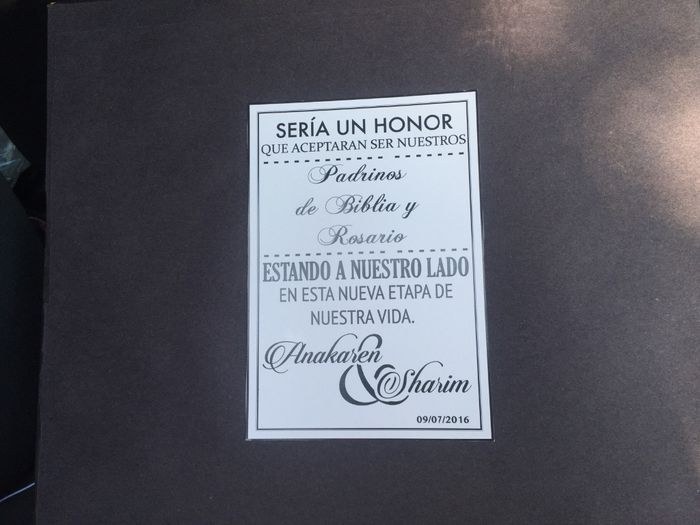 SERÍA UN HONOR
QUE ACEPTARAN SER NUESTROS
Padrinos
de Biblia y
Rosario
ESTANDO A NUESTRO LADO
EN ESTA NUEVA ETAPA DE
NUESTRA VIDA.
Anakaren
& Sharim
09/07/2016